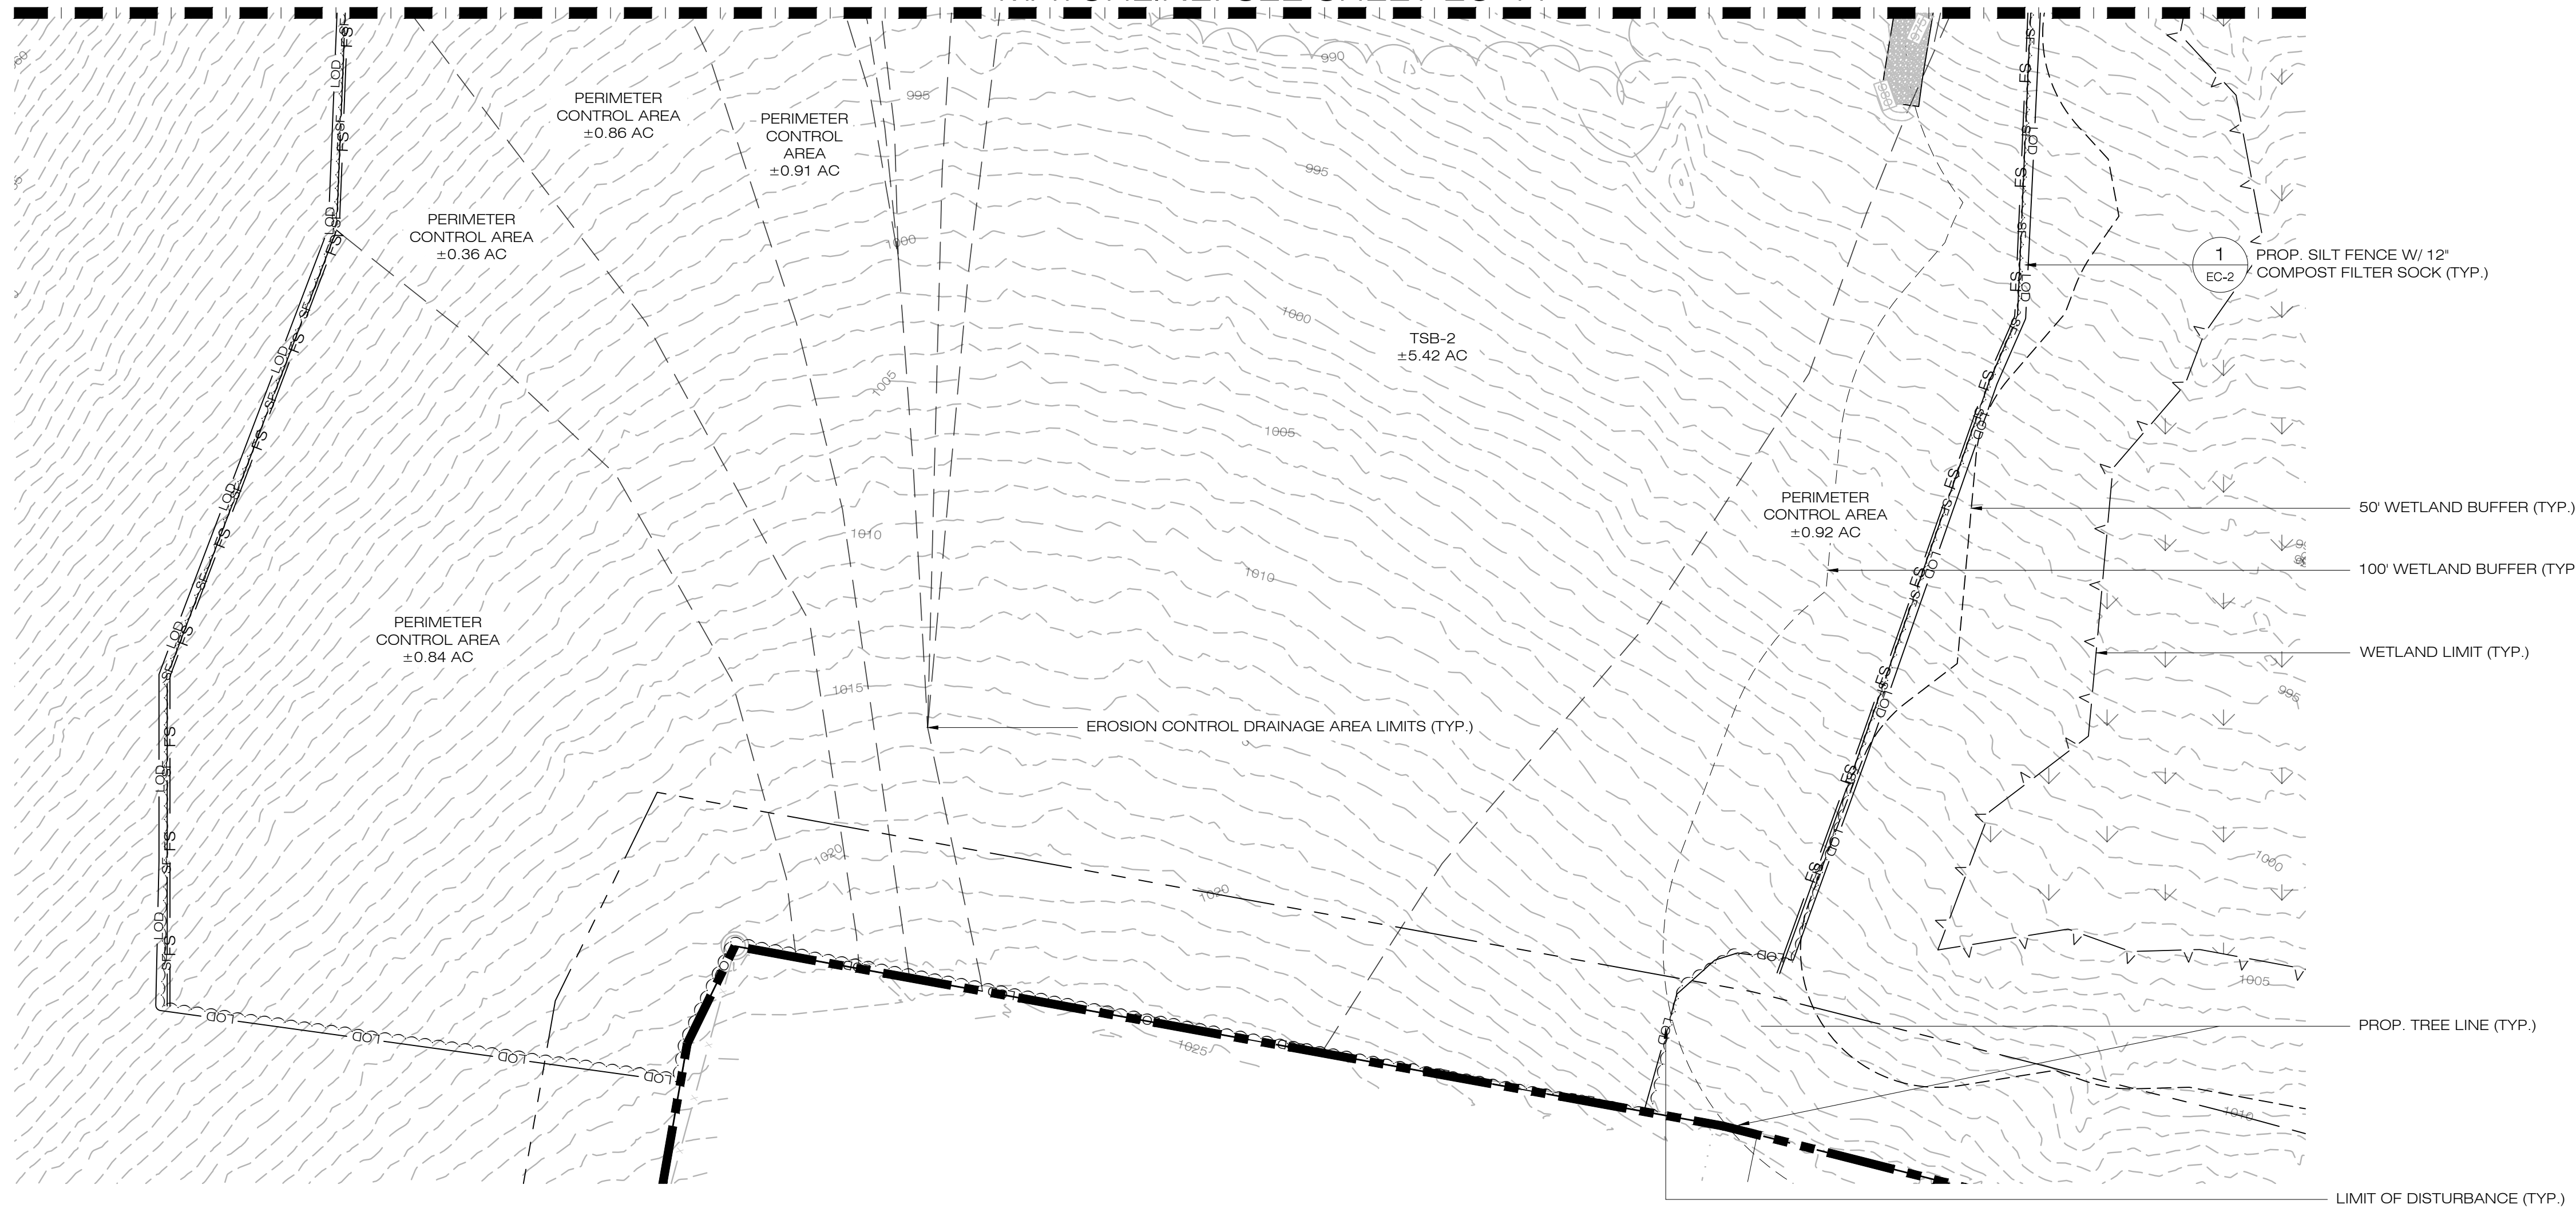 990
995
PERIMETER
CONTROL AREA
±0.86 AC
PERIMETER
CONTROL
AREA
±0.91 AC
995
PERIMETER
CONTROL AREA
±0.36 AC
1000
1
EC-2
PROP. SILT FENCE W/ 12"
COMPOST FILTER SOCK (TYP.)
1000
TSB-2
±5.42 AC
1005
1005
PERIMETER
CONTROL AREA
±0.92 AC
50' WETLAND BUFFER (TYP.)
1010
1010
100' WETLAND BUFFER (TYP
PERIMETER
CONTROL AREA
±0.84 AC
WETLAND LIMIT (TYP.)
1015
995
EROSION CONTROL DRAINAGE AREA LIMITS (TYP.)
1020
1020
1000
1005
1025
PROP. TREE LINE (TYP.)
1010
LIMIT OF DISTURBANCE (TYP.)
LOD
SF
FS